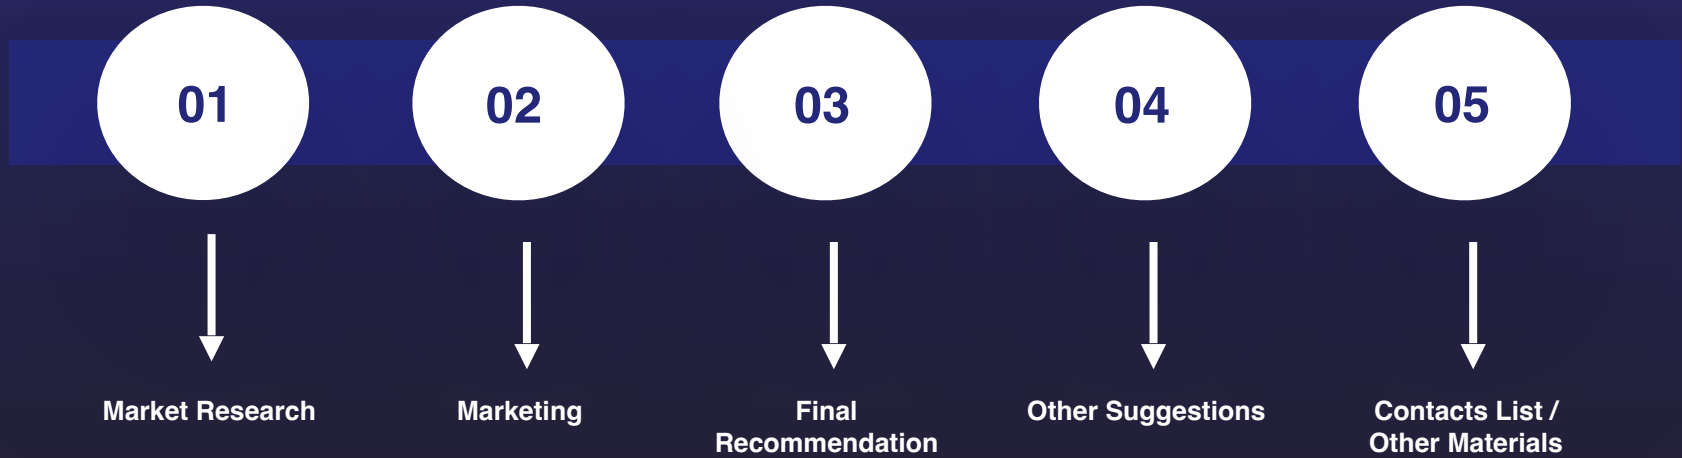 01
02
03
04
05
Market Research
Marketing
Final
Recommendation
Other Suggestions
Contacts List /
Other Materials